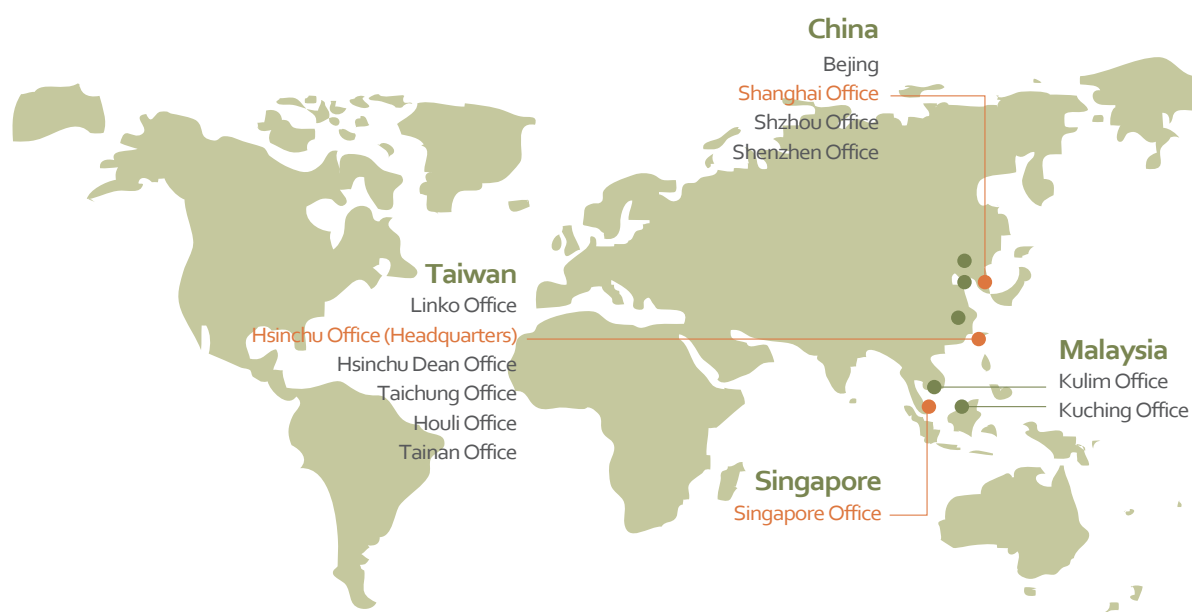 China
Bejing
Shanghai Office
Shzhou Office
Shenzhen Office
Taiwan
Linko Office
Hsinchu Office (Headquarters)
Hsinchu Dean Office
Taichung Office
Houli Office
Tainan Office
Malaysia
Kulim Office
Kuching Office
Singapore
Singapore Office